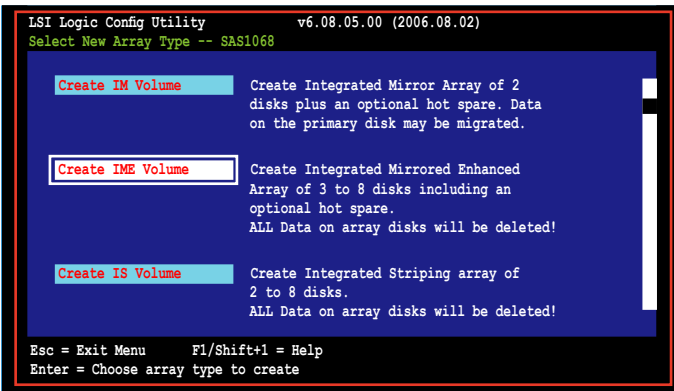 LSI Logic Config Utility v6.08.05.00 (2006.08.02)
Select New Array Type -- SAS1068
Create IM Volume Create Integrated Mirror Array of 2
disks plus an optional hot spare. Data
on the primary disk may be migrated.
Create IME Volume Create Integrated Mirrored Enhanced
Array of 3 to 8 disks including an
optional hot spare.
ALL Data on array disks will be deleted!
Create IS Volume Create Integrated Striping array of
2 to 8 disks.
ALL Data on array disks will be deleted!
Esc = Exit Menu F1/Shift+1 = Help
Enter = Choose array type to create